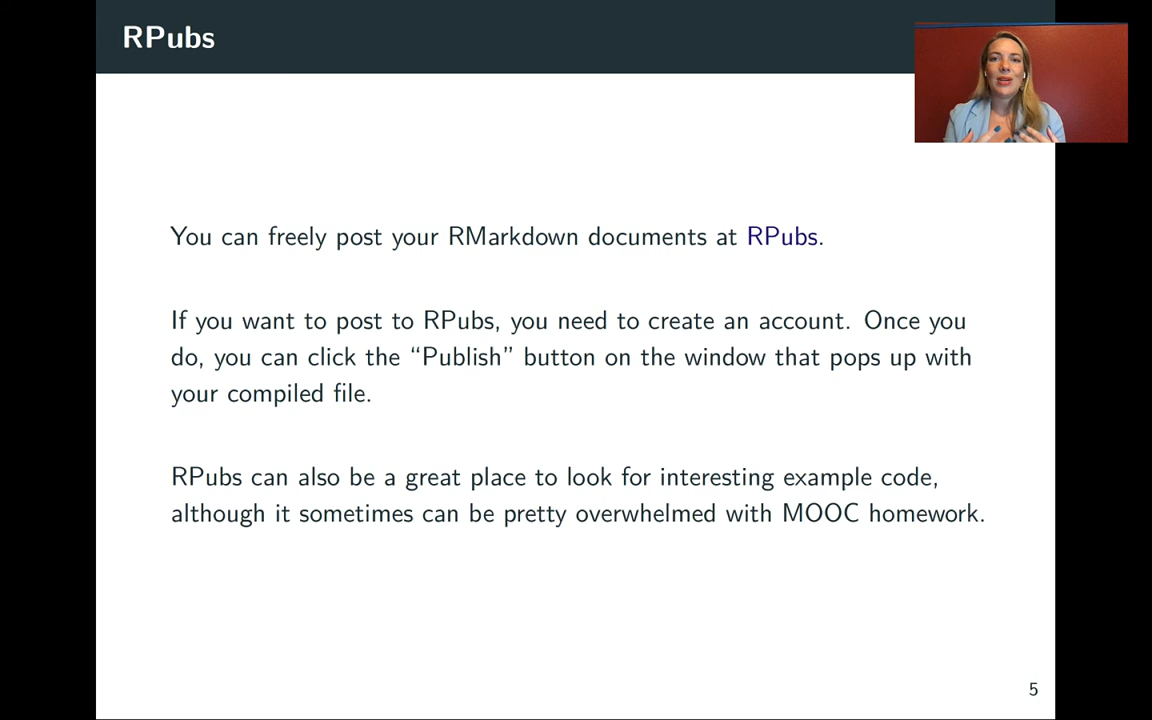 RPubs
You can freely post your RMarkdown documents at RPubs.
If you want to post to RPubs, you need to create an account. Once you
do, you can click the “Publish” button on the window that pops up with
your compiled file.
RPubs can also be a great place to look for interesting example code,
although it sometimes can be pretty overwhelmed with MOOC homework.
5